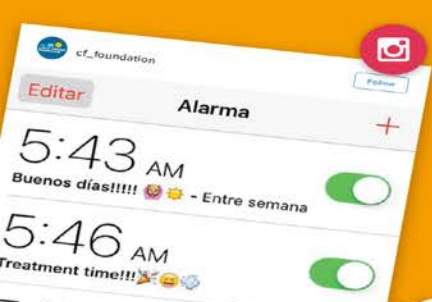 cf_foundation
Follow
Editar
Alarma
5:43 AM
Buenos días!!!!! 🙆🏼☀️ - Entre semana
5:46 AM
Treatment time!!!🎉😄💨